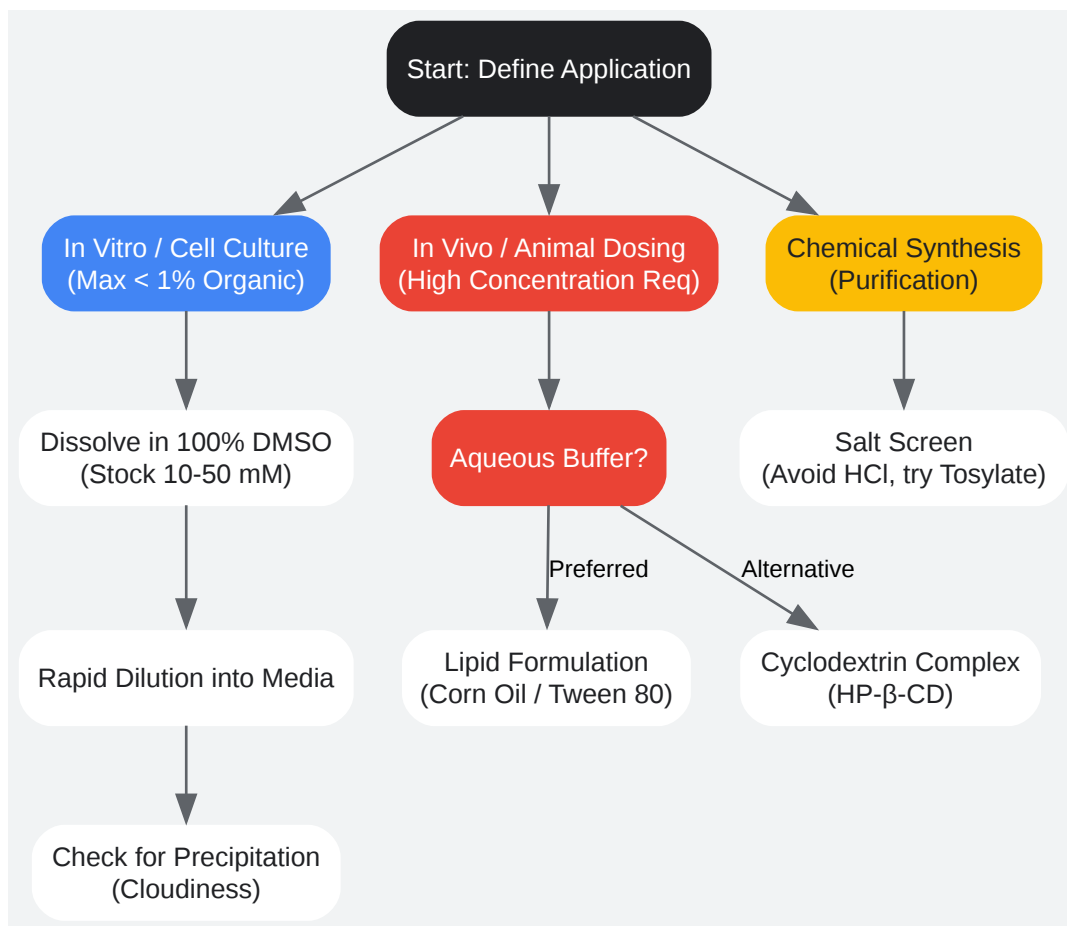 Start: Define Application
In Vitro / Cell Culture
(Max < 1% Organic)
In Vivo / Animal Dosing
(High Concentration Req)
Chemical Synthesis
(Purification)
Dissolve in 100% DMSO
(Stock 10-50 mM)
Aqueous Buffer?
Salt Screen
(Avoid HCl, try Tosylate)
Preferred
Alternative
Rapid Dilution into Media
Lipid Formulation
(Corn Oil / Tween 80)
Cyclodextrin Complex
(HP-β-CD)
Check for Precipitation
(Cloudiness)